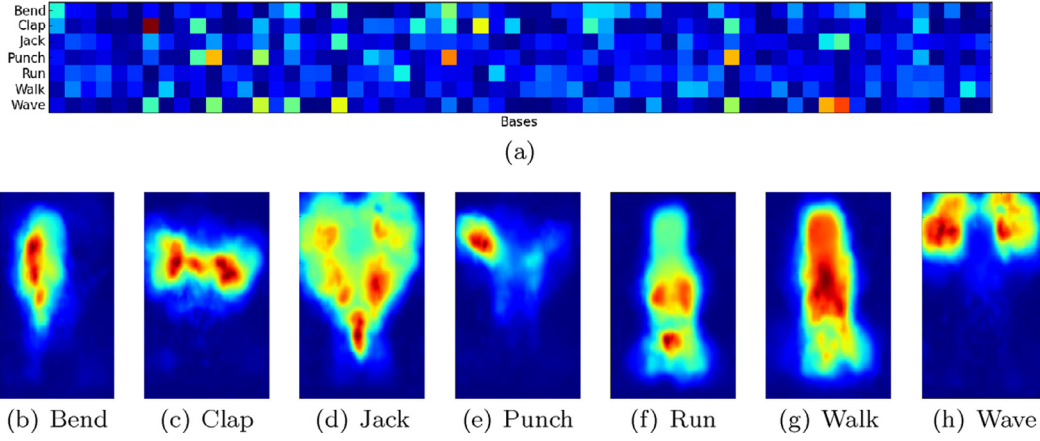 Bend
Clap
Jack
Punch
Run
Walk
Wave
Bases
(a)
(b) Bend (c) Clap (d) Jack (e) Punch (f) Run (g) Walk (h) Wave